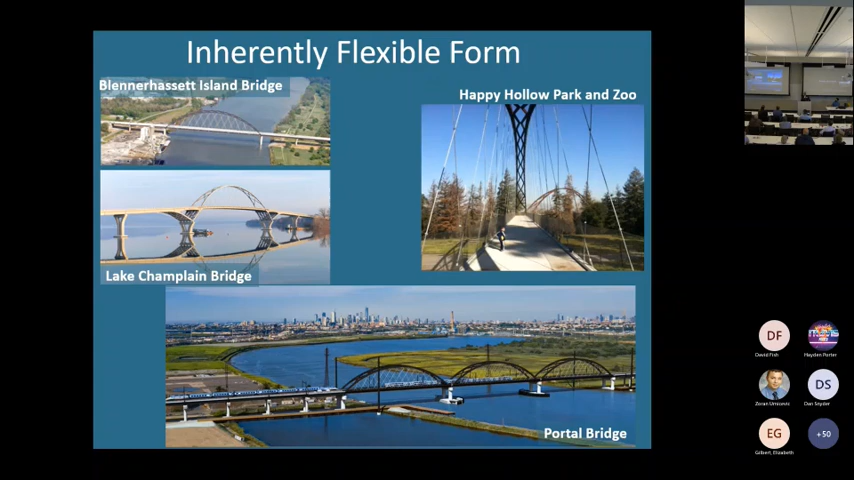 Inherently Flexible Form
Blennerhassett Island Bridge
Happy Hollow Park and Zoo
Lake Champlain Bridge
Portal Bridge
DF
David Fish
Hayden Porter
Zoran
DS
Dan Snyder
EG
Gilbert, Elizabeth
+50